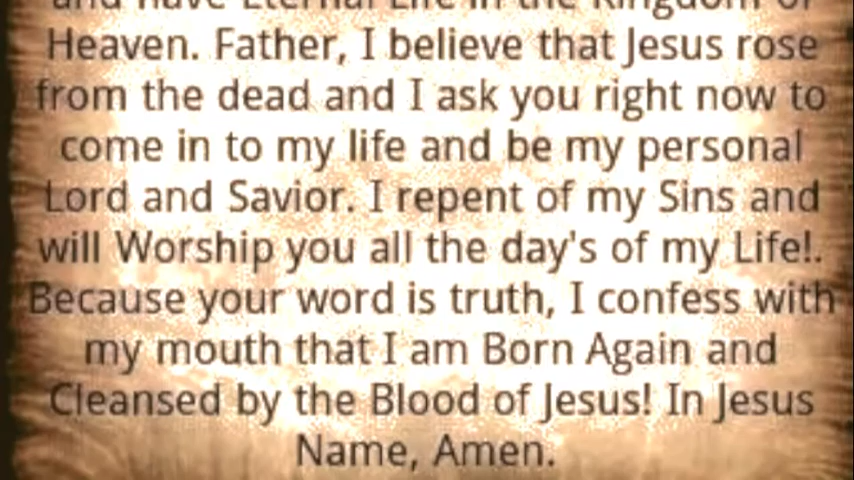 and have Eternal Life in the Kingdom of
Heaven. Father, I believe that Jesus rose
from the dead and I ask you right now to
come in to my life and be my personal
Lord and Savior. I repent of my Sins and
will Worship you all the day's of my Life!.
Because your word is truth, I confess with
my mouth that I am Born Again and
Cleansed by the Blood of Jesus! In Jesus
Name, Amen.